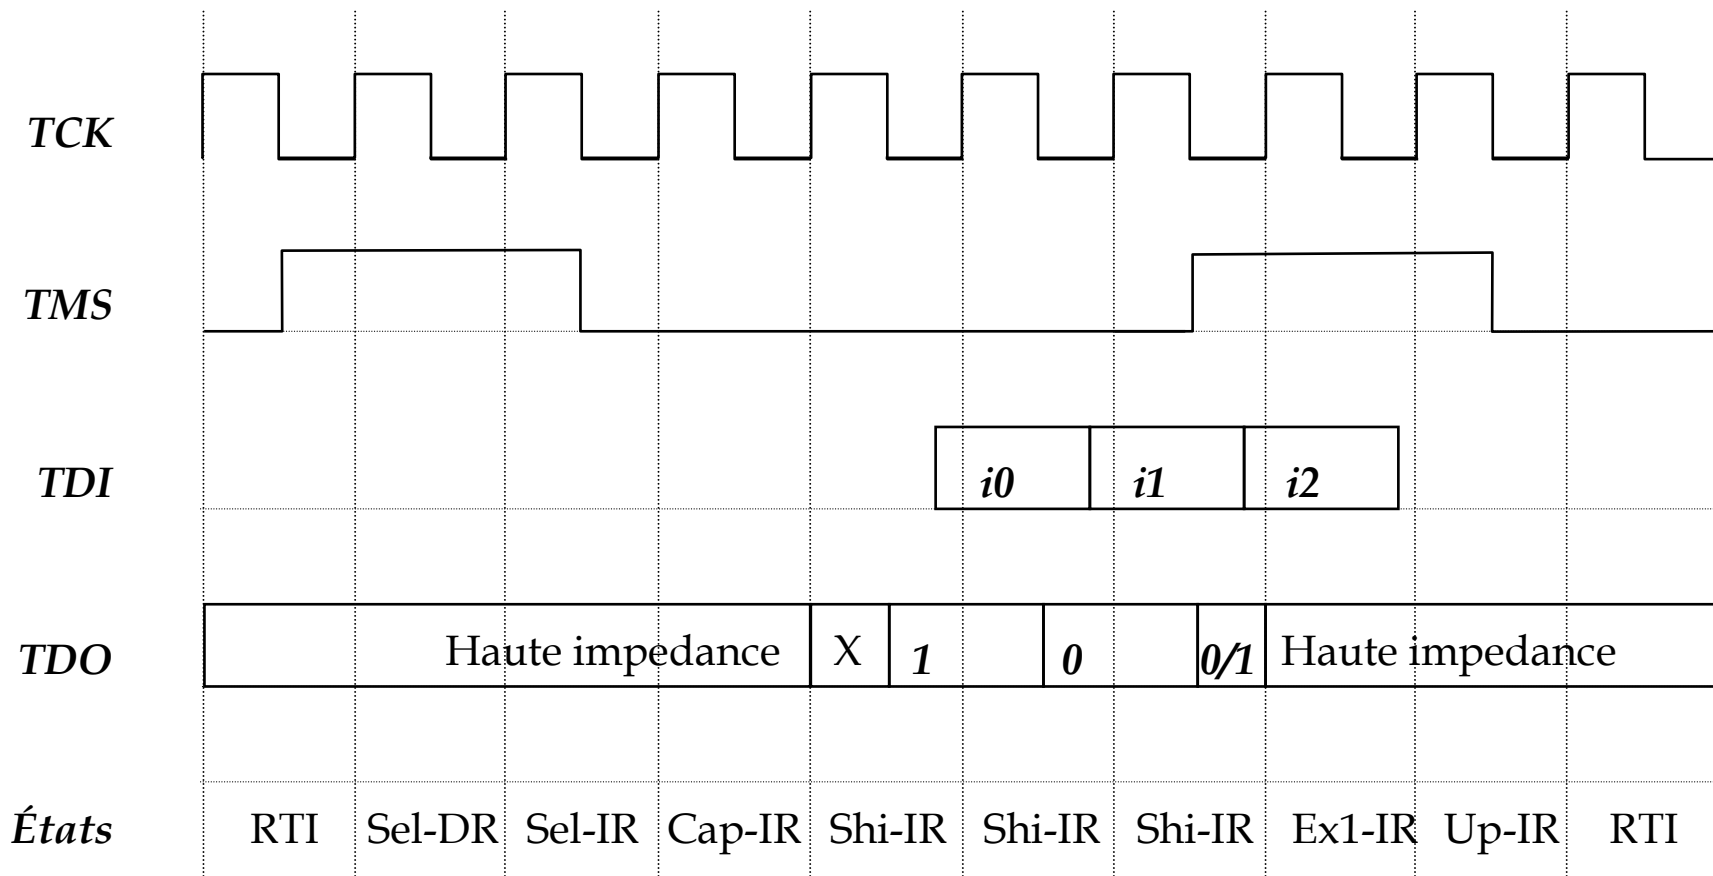 TCK
TMS
TDI i0 i1 i2
TDO Haute impedance X 1 0 0/1 Haute impedance
États RTI Sel-DR Sel-IR Cap-IR Shi-IR Shi-IR Shi-IR Ex1-IR Up-IR RTI